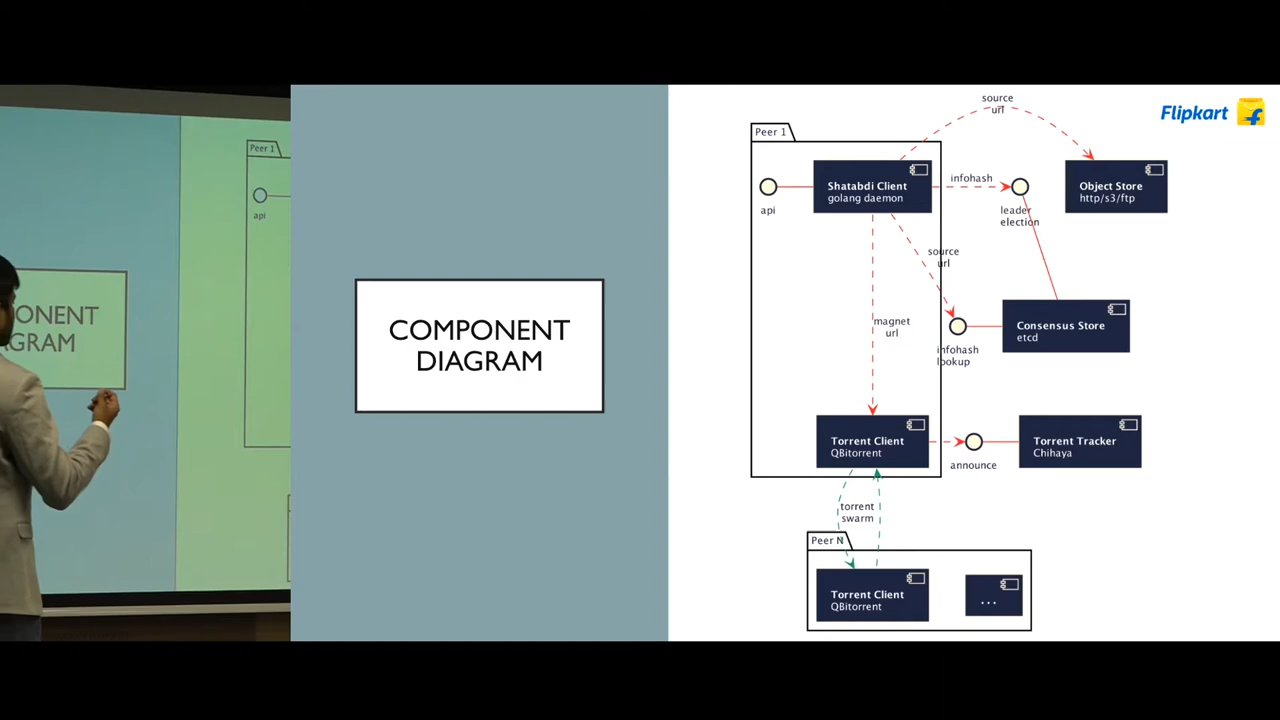 Peer 1
api
ONENT
GRAM
COMPONENT
DIAGRAM
Flipkart
source
url
Peer 1
Shatabdi Client
golang daemon
api
infohash
leader
election
Object Store
http/s3/ftp
source
url
magnet
url
infohash
lookup
Consensus Store
etcd
Torrent Client
QBitorrent
announce
Torrent Tracker
Chihaya
torrent
swarm
Peer N
Torrent Client
QBitorrent
...